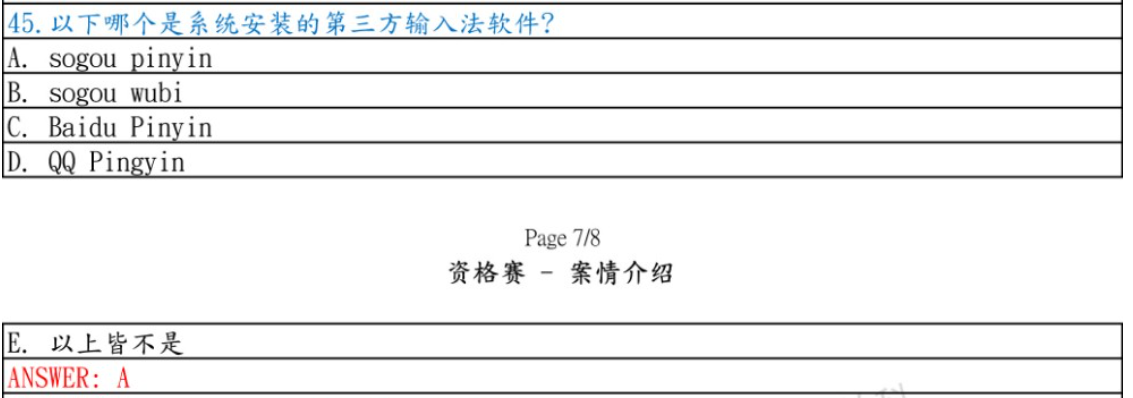 45.以下哪个是系统安装的第三方输入法软件?
A. sogou pinyin
B. sogou wubi
C. Baidu Pinyin
D. QQ Pingyin
Page 7/8
资格赛 - 案情介绍
E. 以上皆不是
ANSWER: A